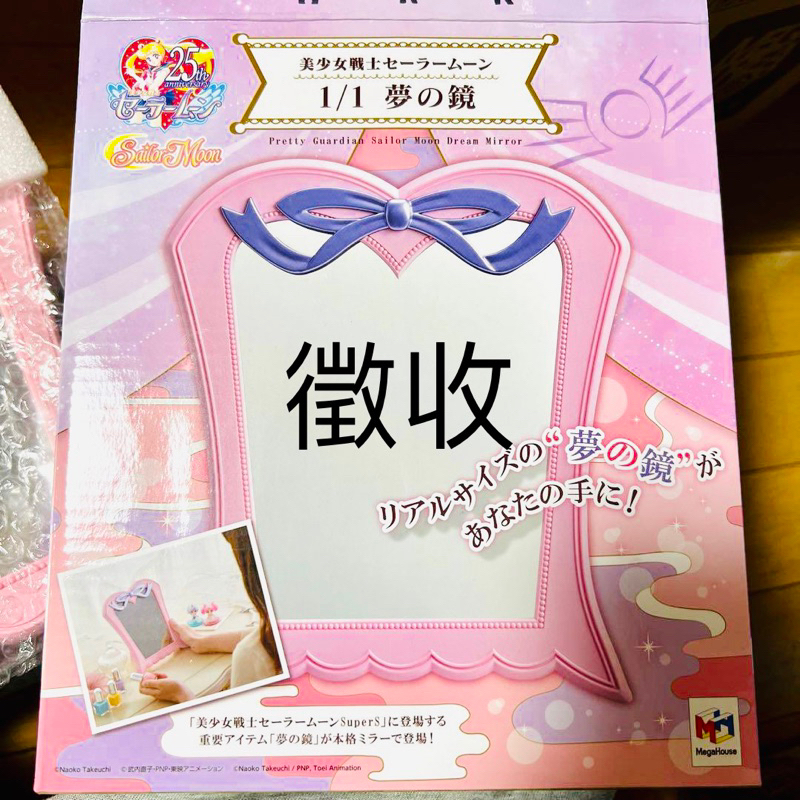 25th
anniversary
セーラームーン
Sailor Moon
美少女戦士セーラームーン
1/1 夢の鏡
Pretty Guardian Sailor Moon Dream Mirror
徵收
リアルサイズの“夢の鏡”が
あなたの手に!
「美少女戦士セーラームーンSuperS」に登場する
重要アイテム「夢の鏡」が本格ミラーで登場!
©Naoko Takeuchi © 武内直子・PNP・東映アニメーション ©Naoko Takeuchi / PNP, Toei Animation
MegaHouse